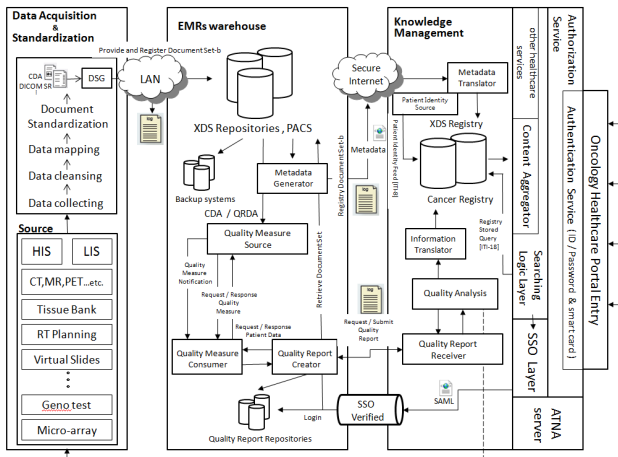 Data Acquisition
&
Standardization
CDA
DICOM SR
DSG
Document
Standardization
Data mapping
Data cleansing
Data collecting
Source
HIS
LIS
CT,MR,PET...etc.
Tissue Bank
RT Planning
Virtual Slides
Geno test
Micro-array
Provide and Register Document Set-b
LAN
log
EMRs warehouse
XDS Repositories , PACS
Backup systems
Metadata
Generator
CDA / QRDA
Quality Measure
Source
Quality
Measure
Notification
Request / Response
Quality
Measure
Request / Response
Patient Data
Retrieve DocumentSet
Quality Measure
Consumer
Quality Report
Creator
Quality Report Repositories
Login
Registry DocumentSet-b
Secure
Internet
Metadata
log
log
Request / Submit
Quality
Report
SSO
Verified
SAML
Knowledge
Management
Metadata
Translator
Patient Identity
Source
Patient Identity Feed [ITI-8]
XDS Registry
Cancer Registry
Information
Translator
Registry
Stored
Query
[ITI-18]
Quality Analysis
Quality Report
Receiver
other healthcare
services
Content Aggregator
Searching
Logic Layer
SSO Layer
Authorization
Service
Authentication Service ( ID / Password & smart card )
ATNA
server
Oncology Healthcare Portal Entry